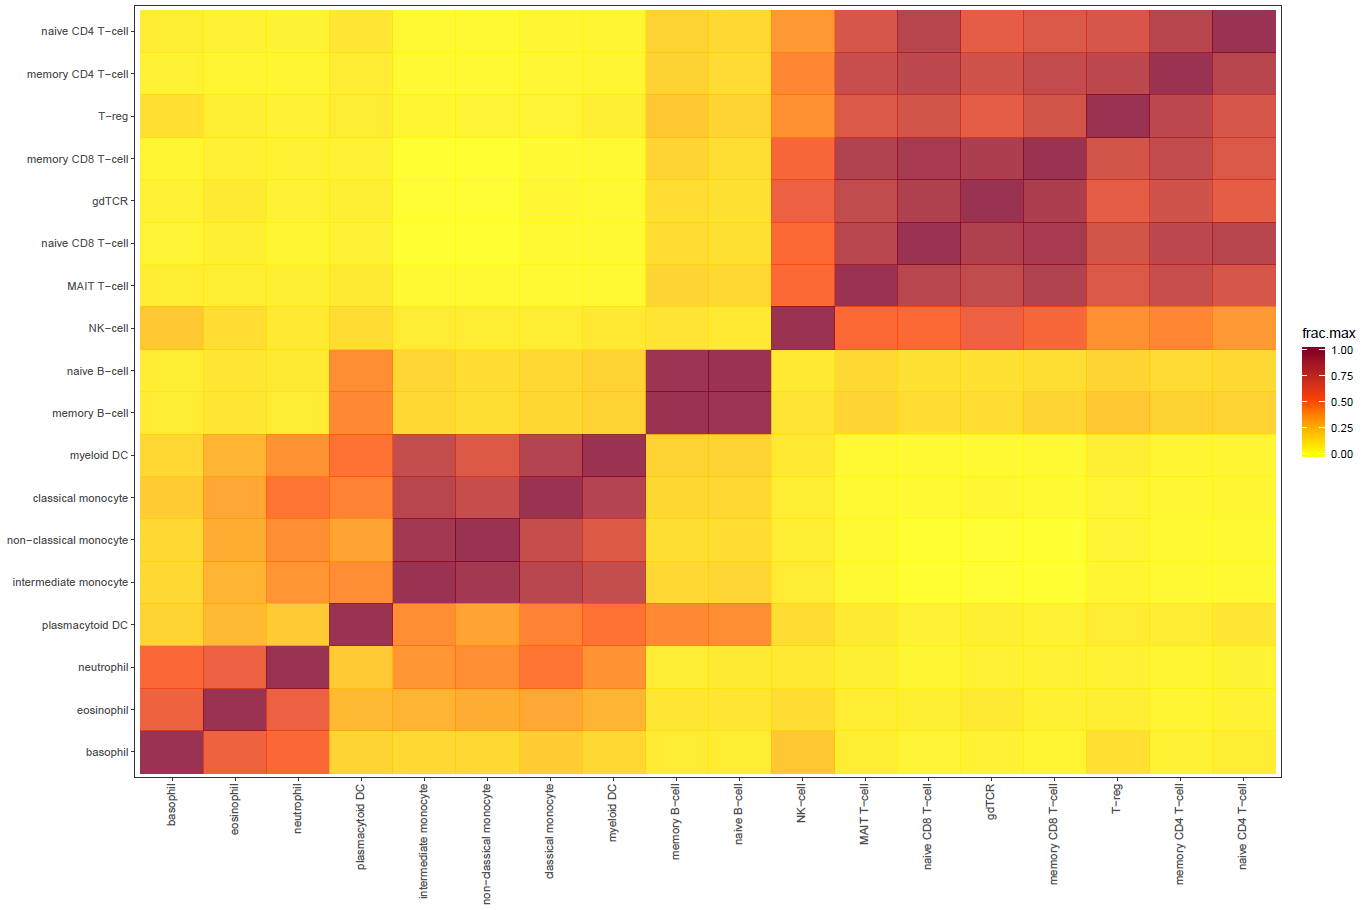 naive CD4 T−cell
memory CD4 T−cell
T−reg
memory CD8 T−cell
gdTCR
naive CD8 T−cell
MAIT T−cell
NK−cell
naive B−cell
memory B−cell
myeloid DC
classical monocyte
non−classical monocyte
intermediate monocyte
plasmacytoid DC
neutrophil
eosinophil
basophil
basophil
eosinophil
neutrophil
plasmacytoid DC
intermediate monocyte
non−classical monocyte
classical monocyte
myeloid DC
memory B−cell
naive B−cell
NK−cell
MAIT T−cell
naive CD8 T−cell
gdTCR
memory CD8 T−cell
T−reg
memory CD4 T−cell
naive CD4 T−cell
frac.max
1.00
0.75
0.50
0.25
0.00